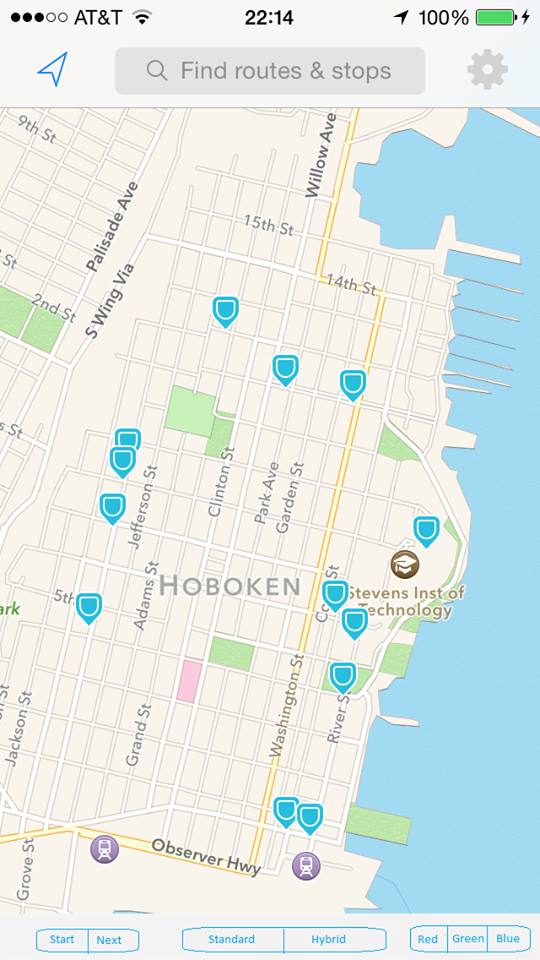 AT&T 22:14 100%
Find routes & stops
9th St
Willow Ave
Palisade Ave
15th St
S Wing Via
14th St
2nd St
Clinton St
Park Ave
Garden St
Jefferson St
HOBOKEN
Stevens Inst of
Technology
5th
Adams St
Washington St
River St
Jackson St
Grand St
Observer Hwy
Grove St
Start Next Standard Hybrid Red Green Blue